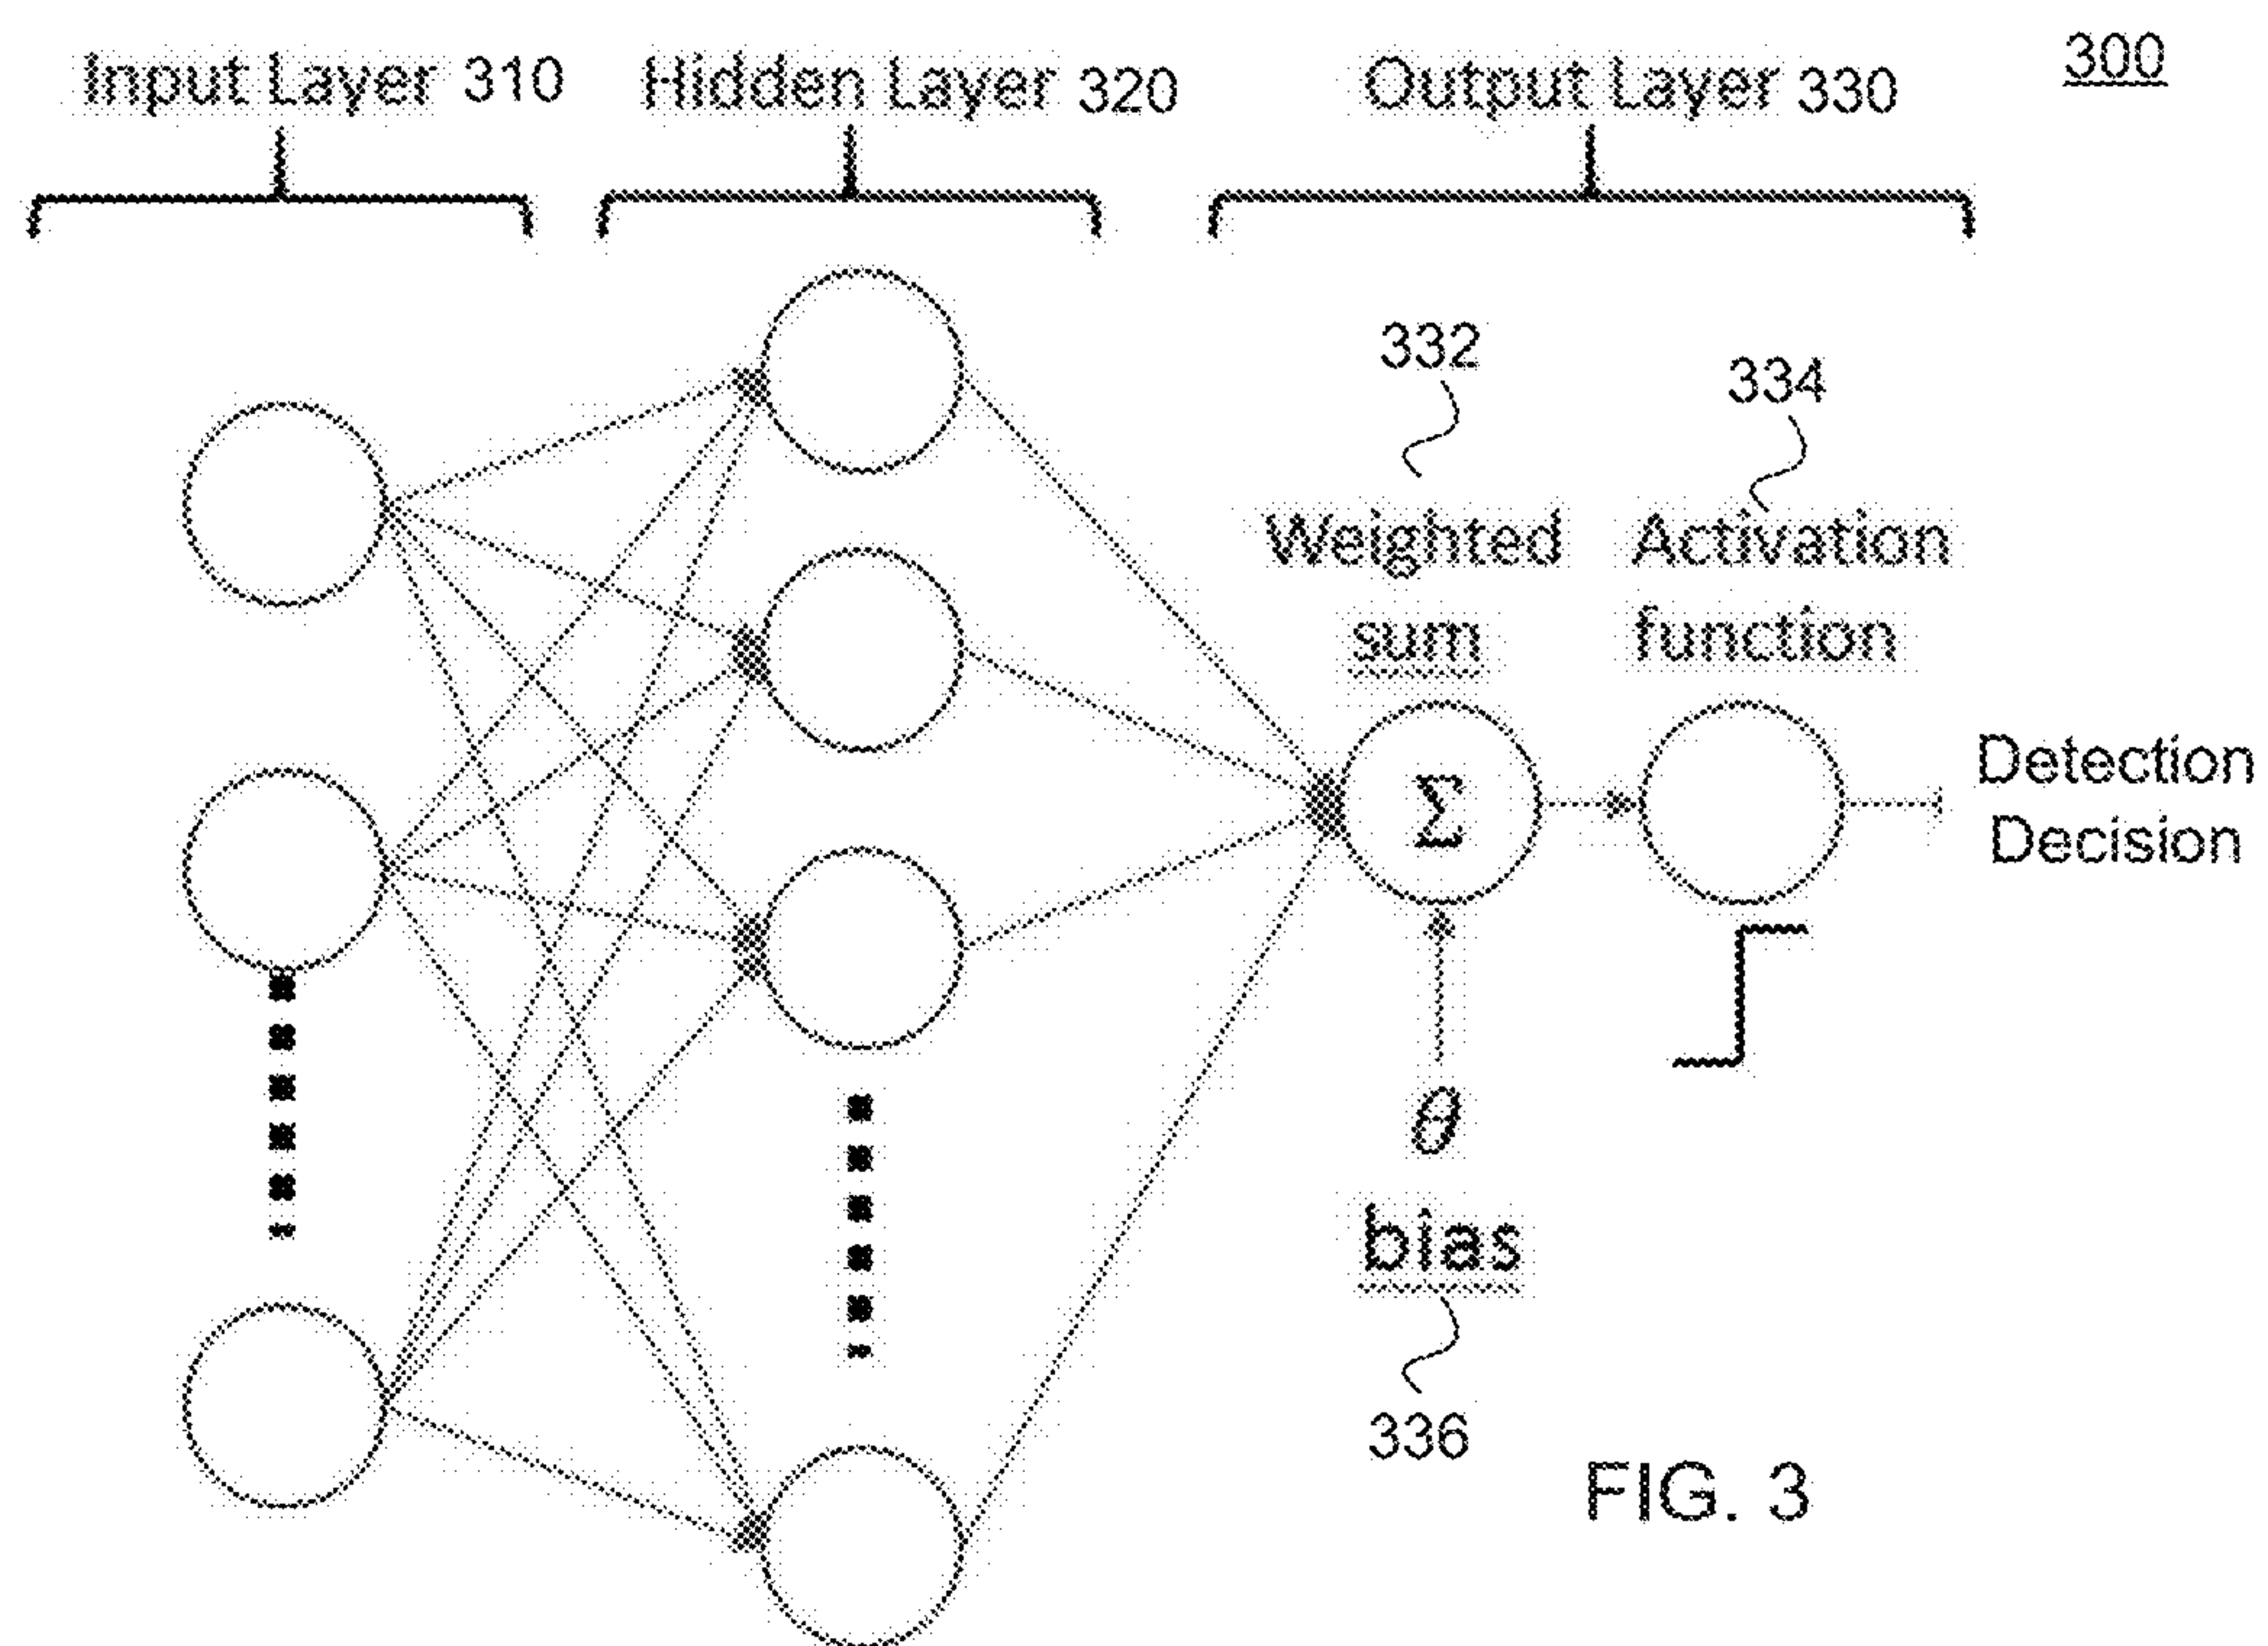 300
Input Layer 310
Hidden Layer 320
Output Layer 330
332
334
Weighted
sum
Activation
function
Σ
Detection
Decision
θ
bias
336
FIG. 3